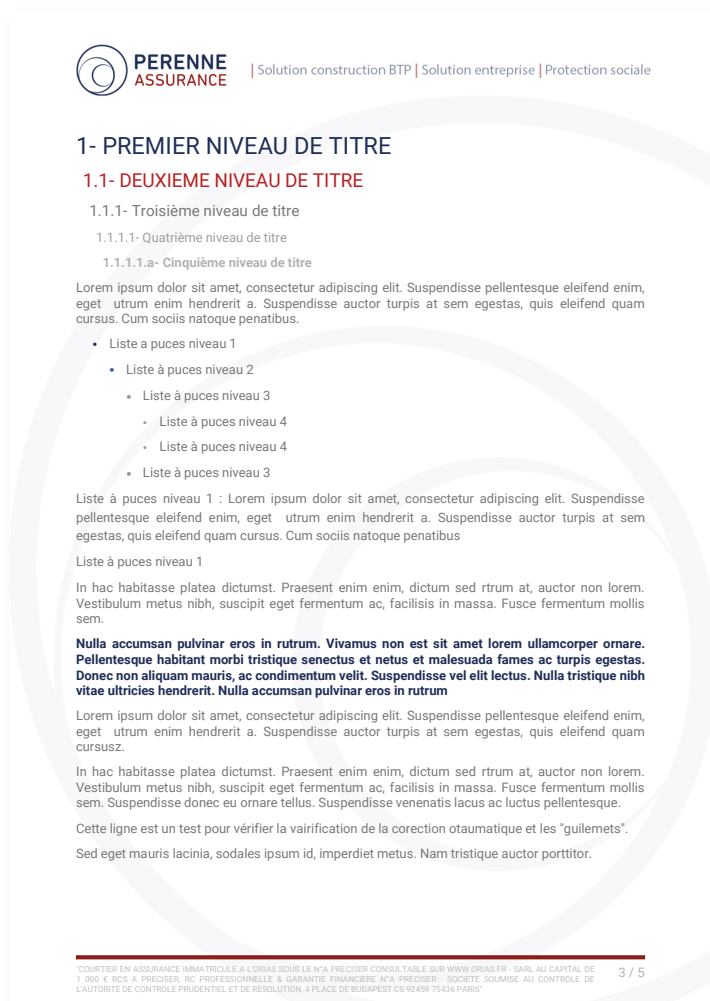 PERENNE
ASSURANCE
| Solution construction BTP | Solution entreprise | Protection sociale
1- PREMIER NIVEAU DE TITRE
1.1- DEUXIEME NIVEAU DE TITRE
1.1.1- Troisième niveau de titre
1.1.1.1- Quatrième niveau de titre
1.1.1.1.a- Cinquième niveau de titre
Lorem ipsum dolor sit amet, consectetur adipiscing elit. Suspendisse pellentesque eleifend enim,
eget utrum enim hendrerit a. Suspendisse auctor turpis at sem egestas, quis eleifend quam
cursus. Cum sociis natoque penatibus.
• Liste a puces niveau 1
• Liste à puces niveau 2
• Liste à puces niveau 3
• Liste à puces niveau 4
• Liste à puces niveau 4
• Liste à puces niveau 3
Liste à puces niveau 1 : Lorem ipsum dolor sit amet, consectetur adipiscing elit. Suspendisse
pellentesque eleifend enim, eget utrum enim hendrerit a. Suspendisse auctor turpis at sem
egestas, quis eleifend quam cursus. Cum sociis natoque penatibus
Liste à puces niveau 1
In hac habitasse platea dictumst. Praesent enim enim, dictum sed rtrum at, auctor non lorem.
Vestibulum metus nibh, suscipit eget fermentum ac, facilisis in massa. Fusce fermentum mollis
sem.
Nulla accumsan pulvinar eros in rutrum. Vivamus non est sit amet lorem ullamcorper ornare.
Pellentesque habitant morbi tristique senectus et netus et malesuada fames ac turpis egestas.
Donec non aliquam mauris, ac condimentum velit. Suspendisse vel elit lectus. Nulla tristique nibh
vitae ultricies hendrerit. Nulla accumsan pulvinar eros in rutrum
Lorem ipsum dolor sit amet, consectetur adipiscing elit. Suspendisse pellentesque eleifend enim,
eget utrum enim hendrerit a. Suspendisse auctor turpis at sem egestas, quis eleifend quam
cursusz.
In hac habitasse platea dictumst. Praesent enim enim, dictum sed rtrum at, auctor non lorem.
Vestibulum metus nibh, suscipit eget fermentum ac, facilisis in massa. Fusce fermentum mollis
sem. Suspendisse donec eu ornare tellus. Suspendisse venenatis lacus ac luctus pellentesque.
Cette ligne est un test pour vérifier la vairification de la corection otaumatique et les "guilemets".
Sed eget mauris lacinia, sodales ipsum id, imperdiet metus. Nam tristique auctor porttitor.
"COURTIER EN ASSURANCE IMMATRICULE A L'ORIAS SOUS LE N°A PRECISER CONSULTABLE SUR WWW.ORIAS.FR - SARL AU CAPITAL DE
1 000 € RCS A PRECISER, RC PROFESSIONNELLE & GARANTIE FINANCIERE N°A PRECISER - SOCIETE SOUMISE AU CONTROLE DE
L'AUTORITE DE CONTROLE PRUDENTIEL ET DE RESOLUTION, 4 PLACE DE BUDAPEST CS 92459 75436 PARIS"
3 / 5